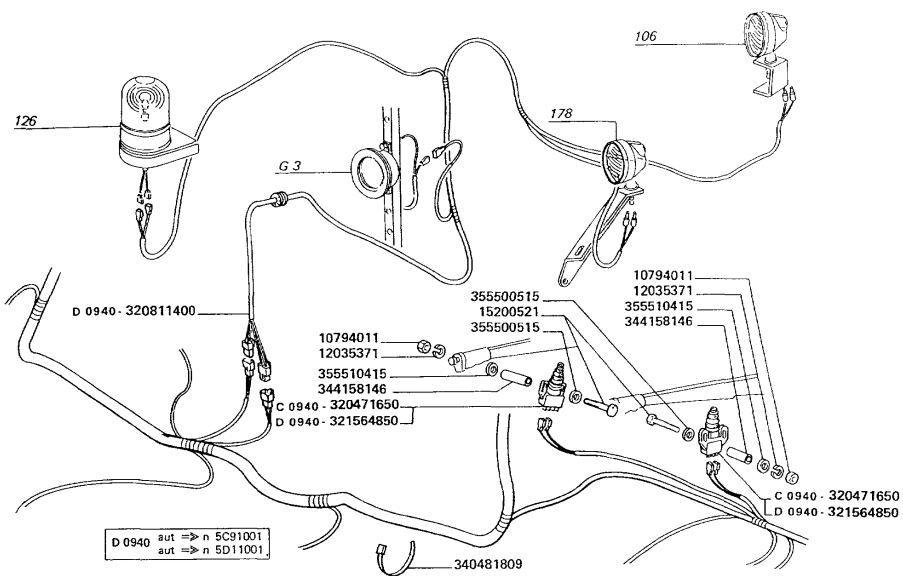 106
126
178
G 3
10794011
12035371
355510415
344158146
355500515
15200521
355500515
D 0940 - 320811400
10794011
12035371
355510415
344158146
C 0940 - 320471650
D 0940 - 321564850
C 0940 - 320471650
D 0940 - 321564850
D 0940 aut => n 5C91001
aut => n 5D11001
340481809